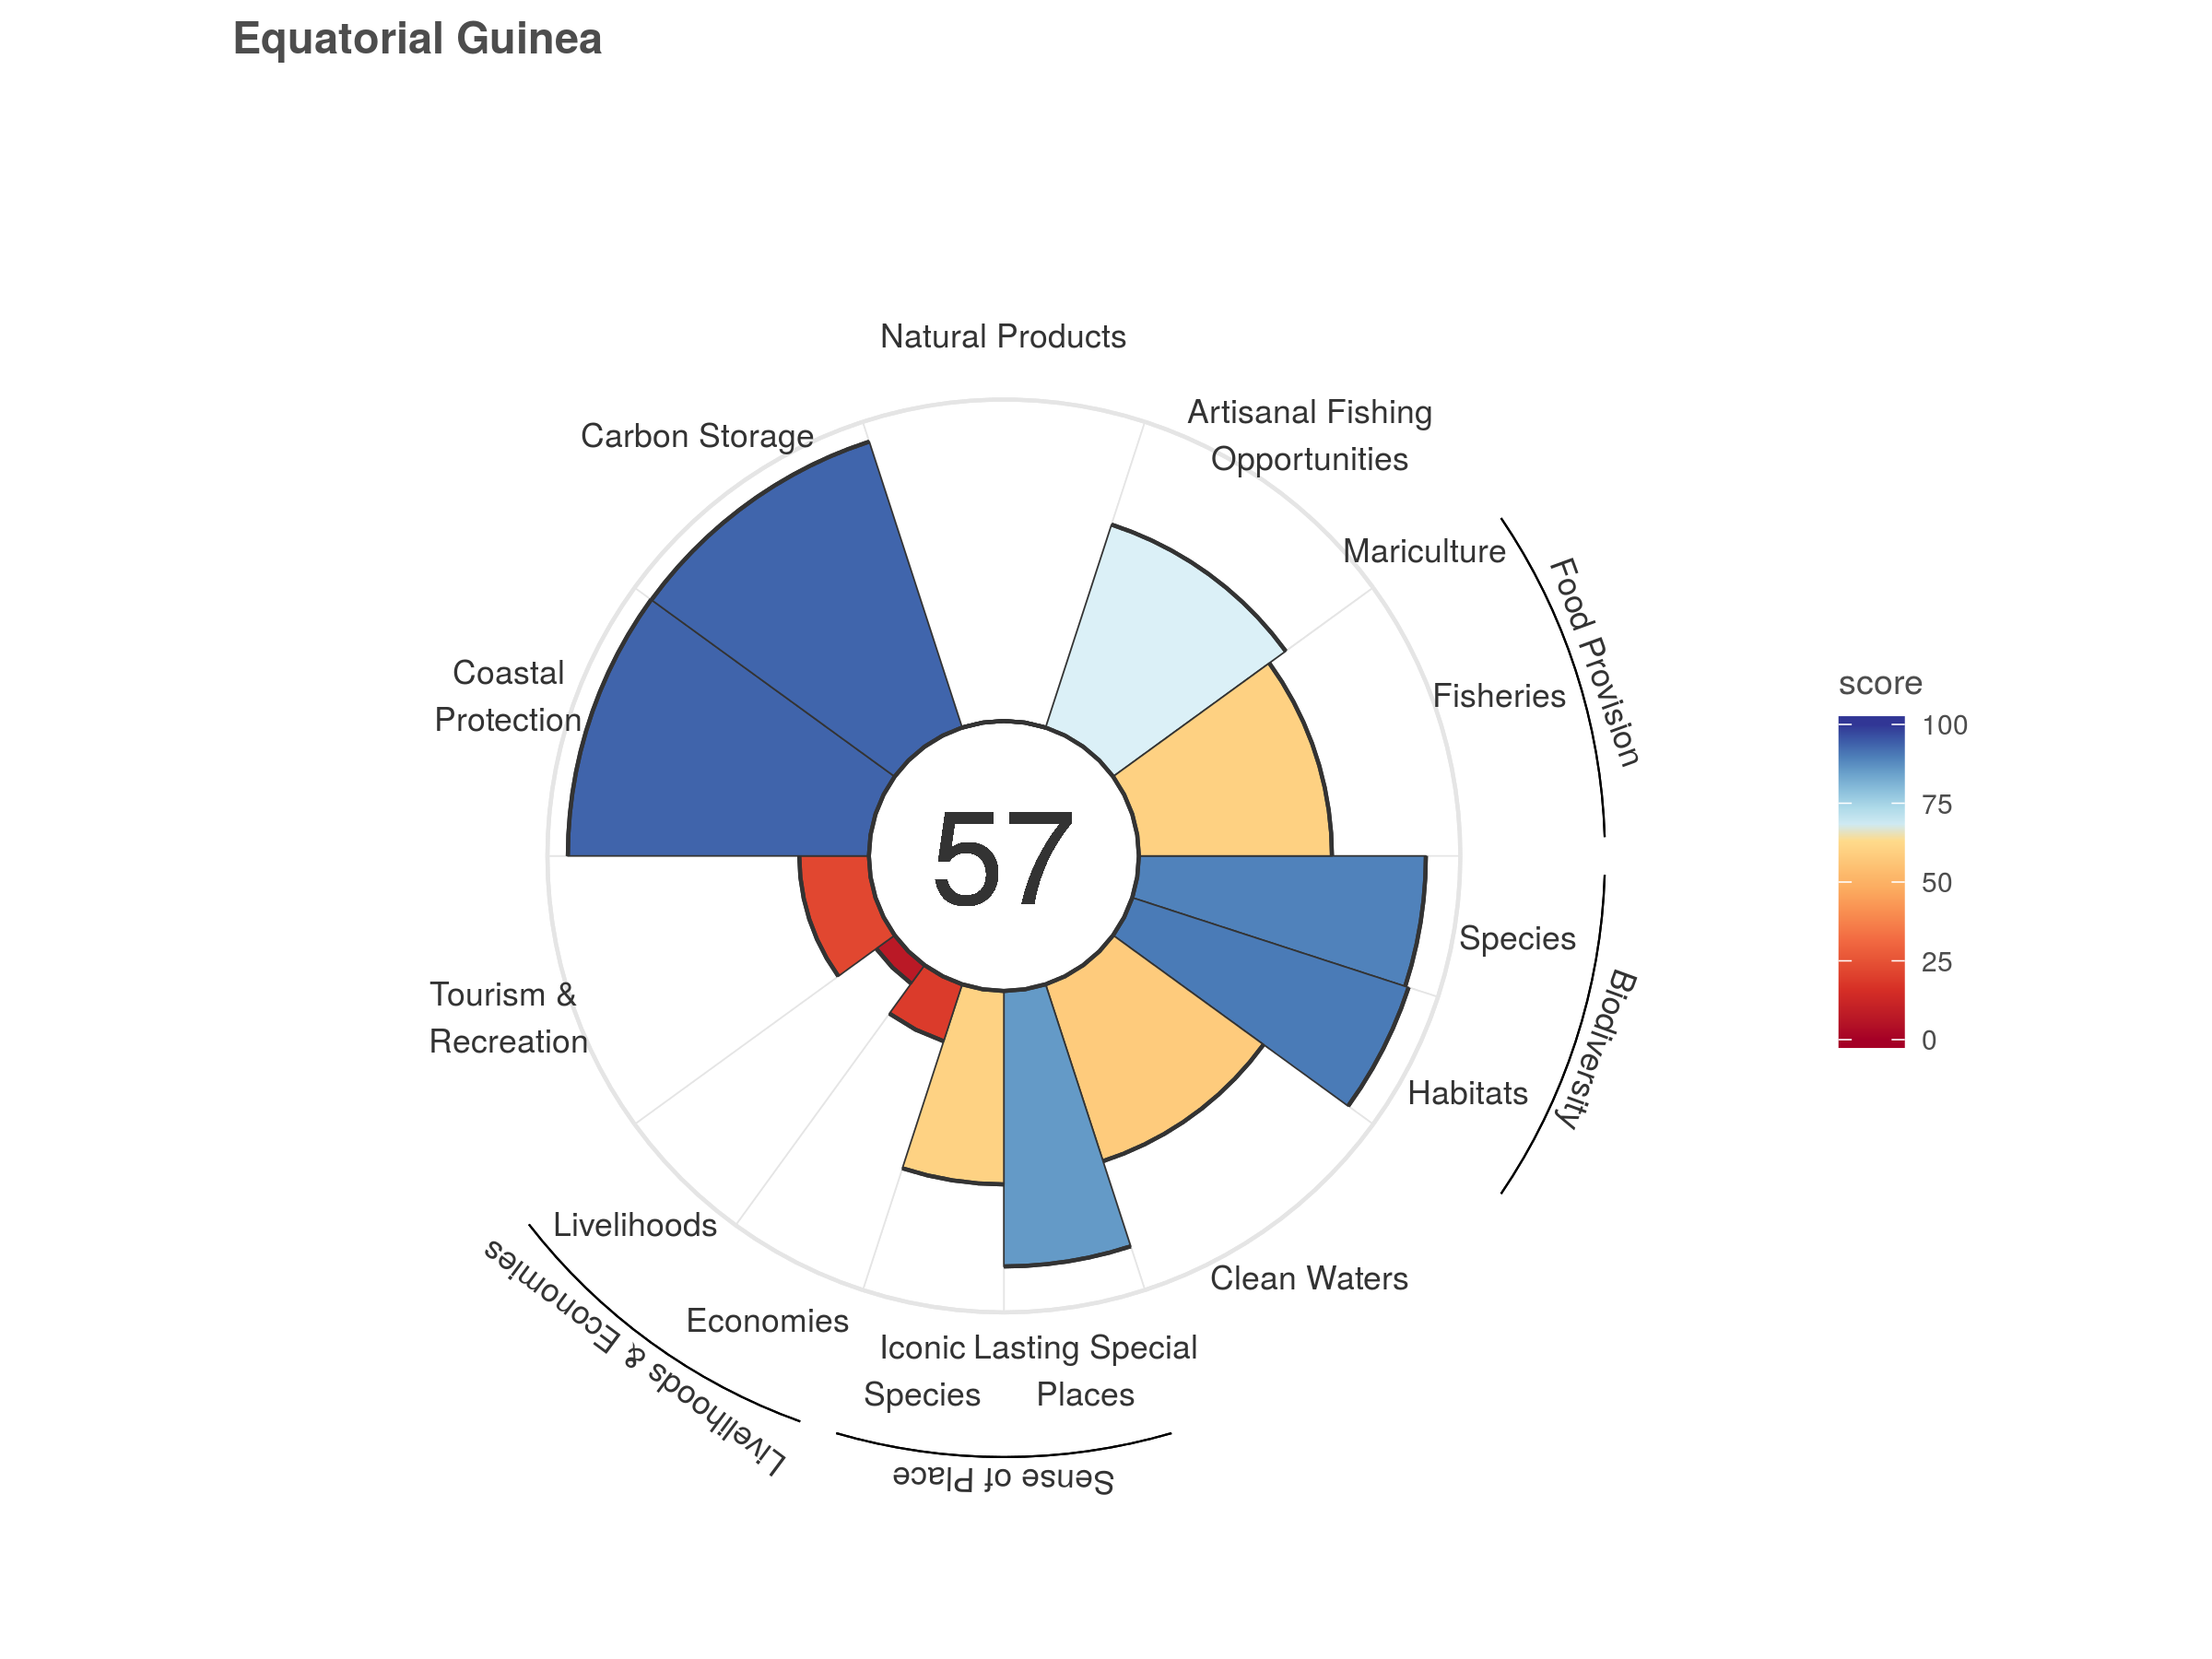 Equatorial Guinea
Natural Products
Artisanal Fishing
Opportunities
Carbon Storage
Mariculture
Food Provision
Coastal
Protection
Fisheries
score
100
75
50
25
0
57
Species
Biodiversity
Tourism &
Recreation
Habitats
Livelihoods
Clean Waters
Livelihoods & Economies
Economies
Iconic
Species
Lasting Special
Places
Sense of Place